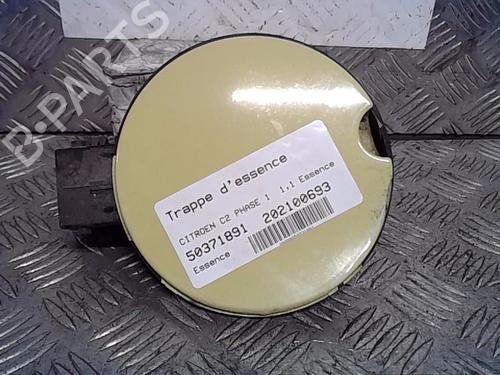 B-PARTS
Trappe d'essence
CITROEN C2 PHASE 1 1.1 Essence
50371891 202100693
Essence